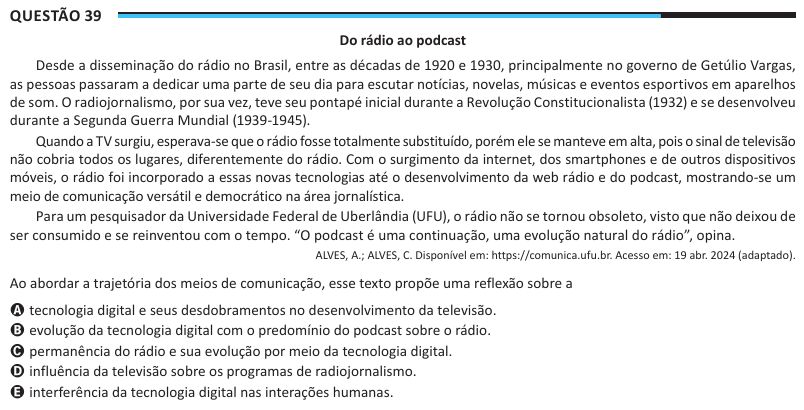 QUESTÃO 39
Do rádio ao podcast
Desde a disseminação do rádio no Brasil, entre as décadas de 1920 e 1930, principalmente no governo de Getúlio Vargas,
as pessoas passaram a dedicar uma parte de seu dia para escutar notícias, novelas, músicas e eventos esportivos em aparelhos
de som. O radiojornalismo, por sua vez, teve seu pontapé inicial durante a Revolução Constitucionalista (1932) e se desenvolveu
durante a Segunda Guerra Mundial (1939-1945).
Quando a TV surgiu, esperava-se que o rádio fosse totalmente substituído, porém ele se manteve em alta, pois o sinal de televisão
não cobria todos os lugares, diferentemente do rádio. Com o surgimento da internet, dos smartphones e de outros dispositivos
móveis, o rádio foi incorporado a essas novas tecnologias até o desenvolvimento da web rádio e do podcast, mostrando-se um
meio de comunicação versátil e democrático na área jornalística.
Para um pesquisador da Universidade Federal de Uberlândia (UFU), o rádio não se tornou obsoleto, visto que não deixou de
ser consumido e se reinventou com o tempo. “O podcast é uma continuação, uma evolução natural do rádio”, opina.
ALVES, A.; ALVES, C. Disponível em: https://comunica.ufu.br. Acesso em: 19 abr. 2024 (adaptado).
Ao abordar a trajetória dos meios de comunicação, esse texto propõe uma reflexão sobre a
A tecnologia digital e seus desdobramentos no desenvolvimento da televisão.
B evolução da tecnologia digital com o predomínio do podcast sobre o rádio.
C permanência do rádio e sua evolução por meio da tecnologia digital.
D influência da televisão sobre os programas de radiojornalismo.
E interferência da tecnologia digital nas interações humanas.